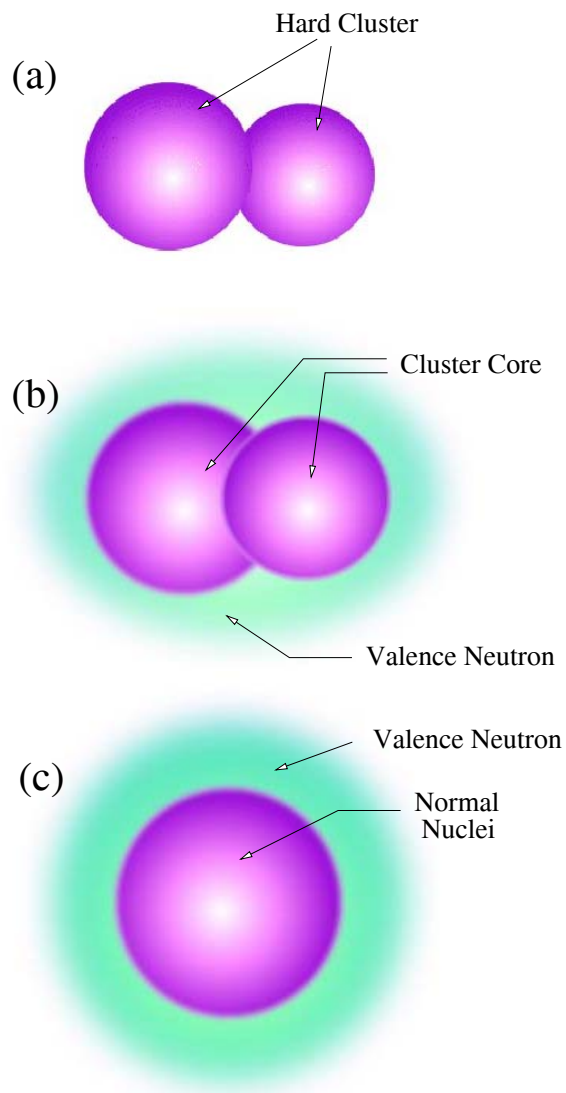 Hard Cluster
(a)
Cluster Core
(b)
Valence Neutron
Valence Neutron
(c)
Normal
Nuclei